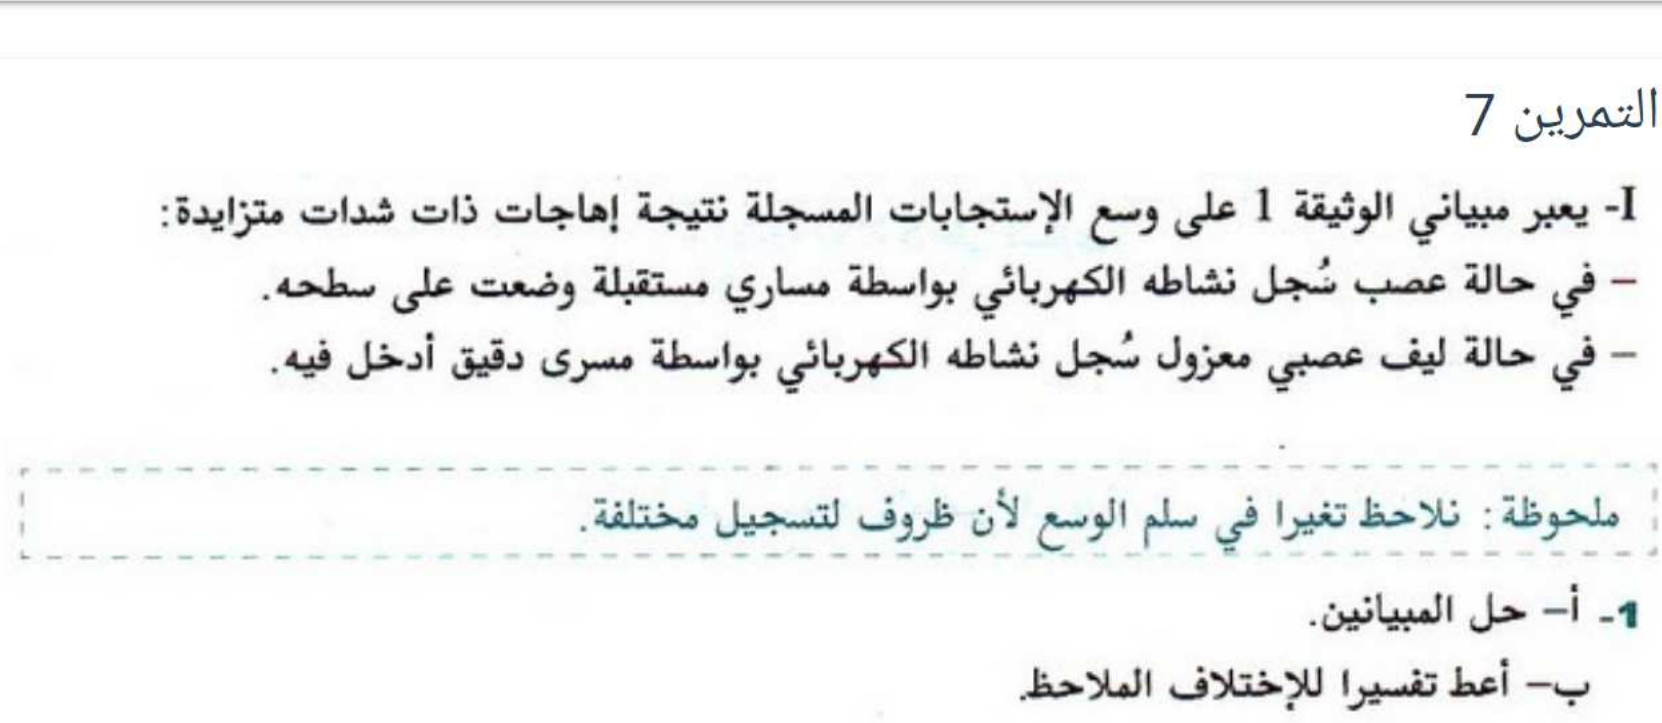 التمرين 7
I- يعبر مبياني الوثيقة 1 على وسع الإستجابات المسجلة نتيجة إهاجات ذات شدات متزايدة:
– في حالة عصب سُجل نشاطه الكهربائي بواسطة مساري مستقبلة وضعت على سطحه.
– في حالة ليف عصبي معزول سُجل نشاطه الكهربائي بواسطة مسرى دقيق أدخل فيه.
ملحوظة: نلاحظ تغيرا في سلم الوسع لأن ظروف لتسجيل مختلفة.
1- أ– حل المبيانين.
ب– أعط تفسيرا للإختلاف الملاحظ.